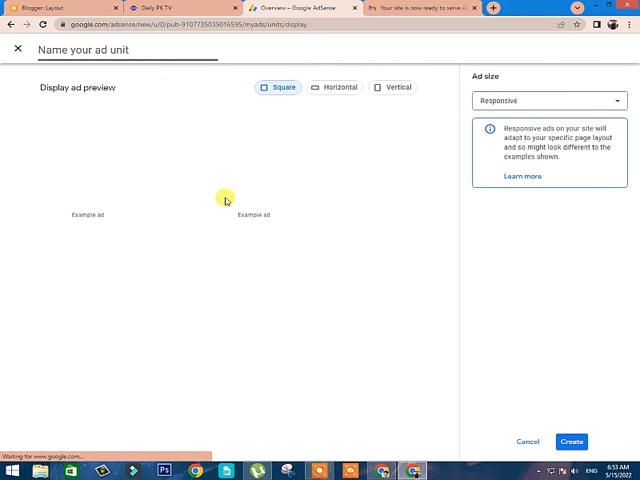 Blogger: Layout
Daily PK TV
Overview – Google AdSense
Your site is now ready to serve A
google.com/adsense/new/u/0/pub-9107735035016595/myads/units/display
Name your ad unit
Ad size
Display ad preview
Square
Horizontal
Vertical
Responsive
Responsive ads on your site will
adapt to your specific page layout
and so might look different to the
examples shown.
Learn more
Example ad
Example ad
Cancel
Create
Waiting for www.google.com...
Ps
ENG
6:53 AM
5/15/2022